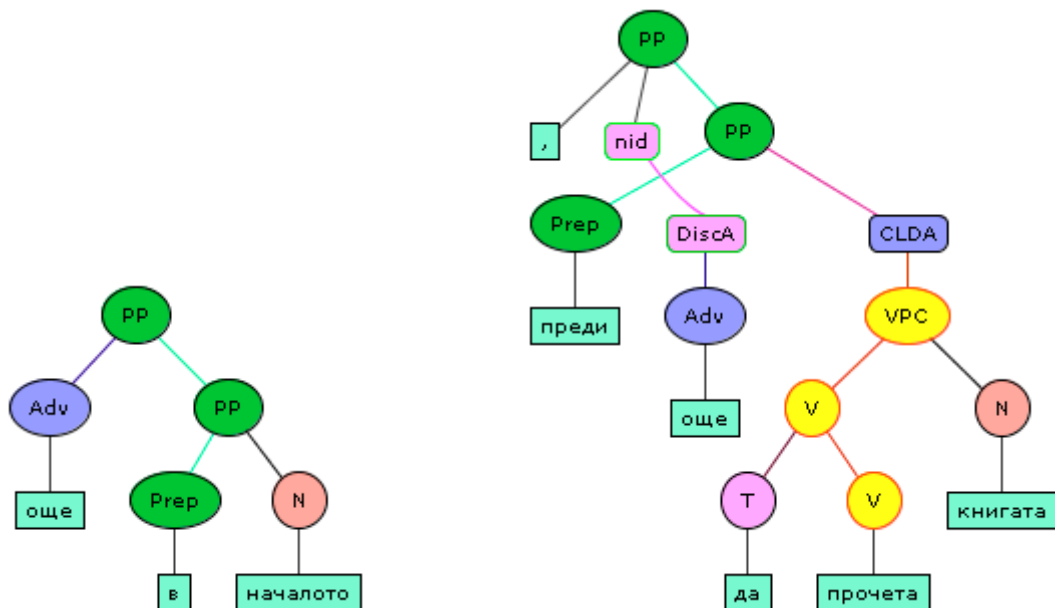 PP
PP
, nid
Prep DiscA CLDA
преди Adv VPC
още V N
T V книгата
да прочета
PP
Adv PP
още Prep N
в началото